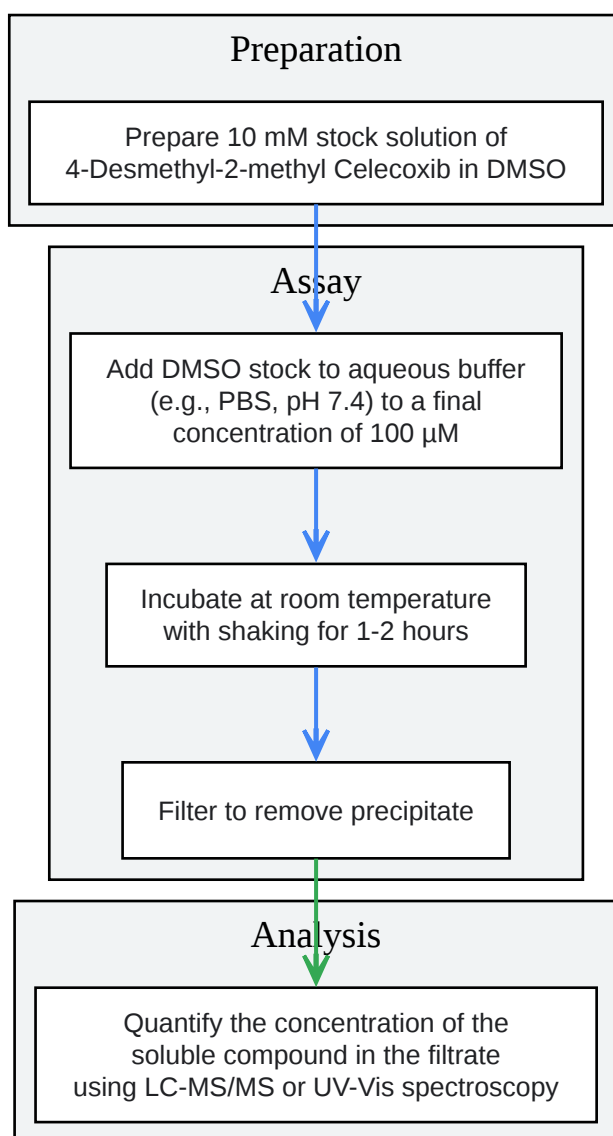 Preparation
Prepare 10 mM stock solution of
4-Desmethyl-2-methyl Celecoxib in DMSO
Assay
Add DMSO stock to aqueous buffer
(e.g., PBS, pH 7.4) to a final
concentration of 100 µM
Incubate at room temperature
with shaking for 1-2 hours
Filter to remove precipitate
Analysis
Quantify the concentration of the
soluble compound in the filtrate
using LC-MS/MS or UV-Vis spectroscopy